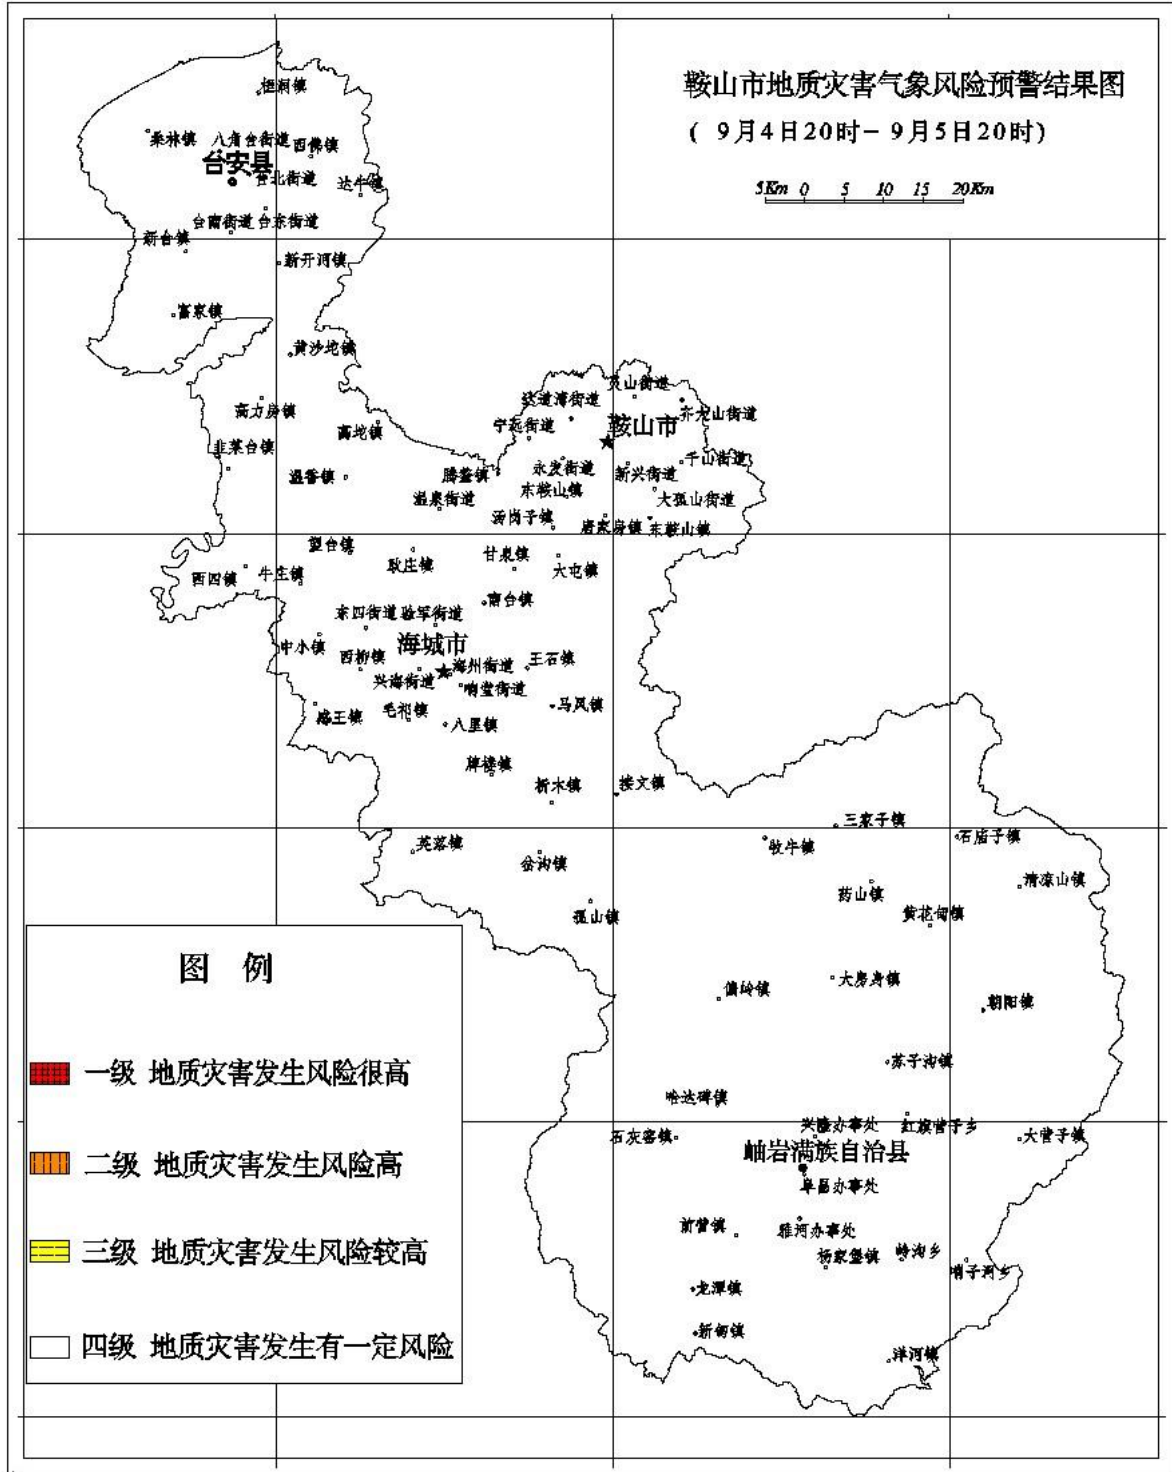 鞍山市地质灾害气象风险预警结果图
( 9月4日20时－9月5日20时)
5Km 0 5 10 15 20Km
桓洞镇
桑林镇
八角台街道
西佛镇
台安县
台北街道
达牛镇
台南街道
台东街道
新台镇
新开河镇
富家镇
黄沙坨镇
灵山街道
达道湾街道
高力房镇
齐大山街道
宁远街道
鞍山市
高坨镇
韭菜台镇
千山街道
永发街道
新兴街道
温香镇
腾鳌镇
东鞍山镇
温泉街道
大孤山街道
汤岗子镇
唐家房镇
东鞍山镇
望台镇
甘泉镇
耿庄镇
大屯镇
西四镇
牛庄镇
南台镇
东四街道
验军街道
海城市
中小镇
西柳镇
海州街道
王石镇
兴海街道
响堂街道
感王镇
毛祁镇
马风镇
八里镇
牌楼镇
析木镇
接文镇
三家子镇
石庙子镇
英落镇
牧牛镇
岔沟镇
清凉山镇
药山镇
黄花甸镇
孤山镇
偏岭镇
大房身镇
朝阳镇
苏子沟镇
哈达碑镇
兴隆办事处
红旗营子乡
石灰窑镇
大营子镇
岫岩满族自治县
阜昌办事处
前营镇
雅河办事处
杨家堡镇
岭沟乡
哨子河乡
龙潭镇
新甸镇
洋河镇
图 例
一级 地质灾害发生风险很高
二级 地质灾害发生风险高
三级 地质灾害发生风险较高
四级 地质灾害发生有一定风险